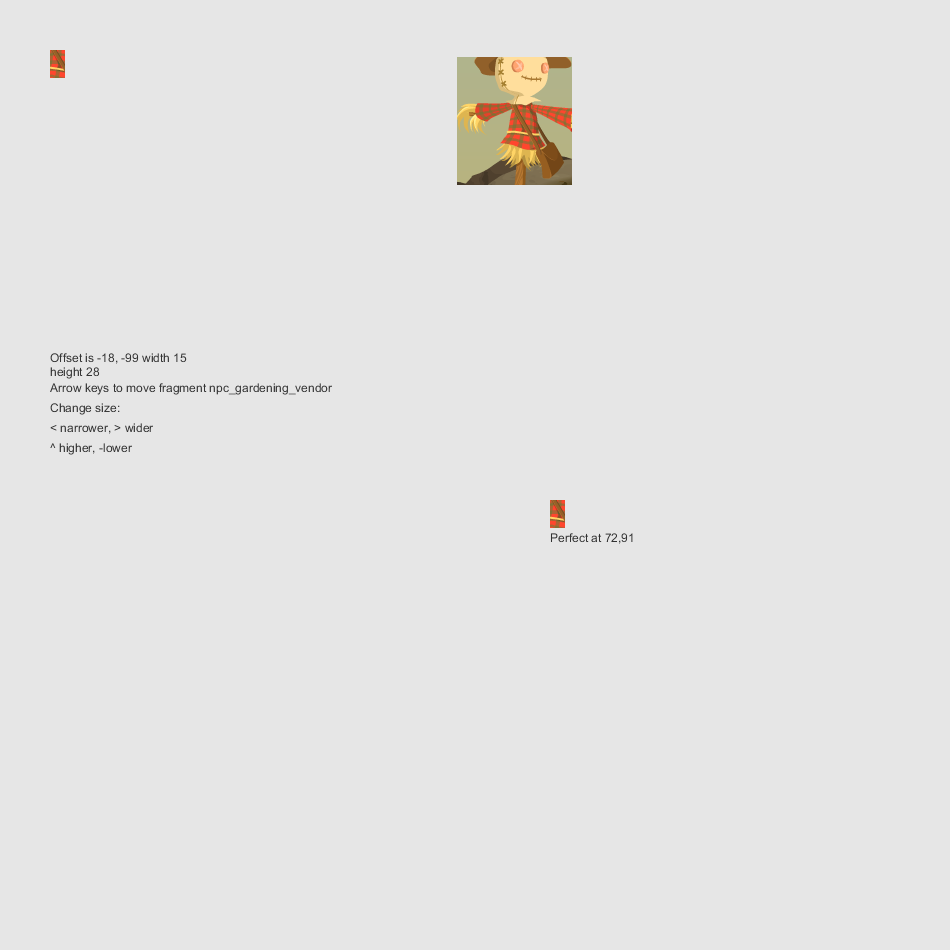 Offset is -18, -99 width 15
height 28
Arrow keys to move fragment npc_gardening_vendor
Change size:
< narrower, > wider
^ higher, -lower
Perfect at 72,91